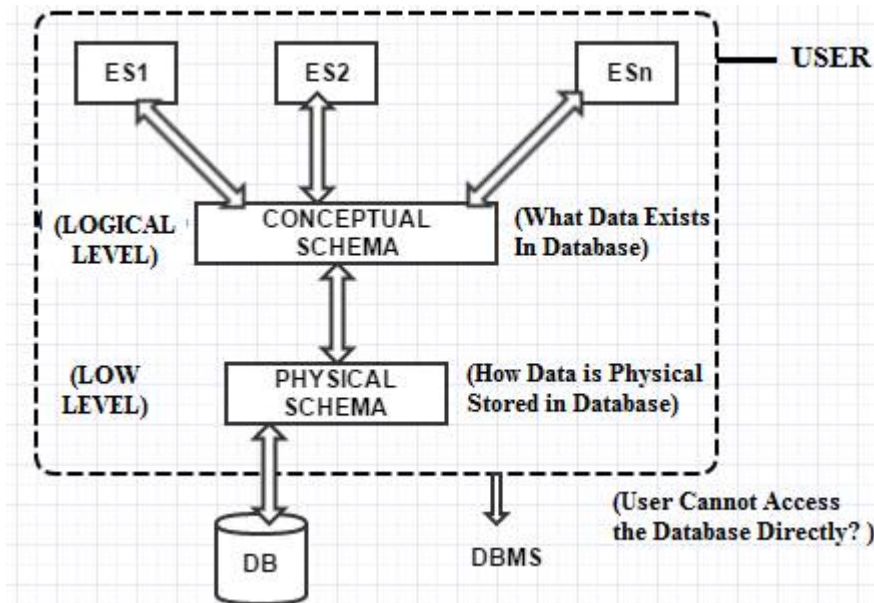 ES1
ES2
ESn
USER
(LOGICAL
LEVEL)
CONCEPTUAL
SCHEMA
(What Data Exists
In Database)
(LOW
LEVEL)
PHYSICAL
SCHEMA
(How Data is Physical
Stored in Database)
(User Cannot Access
the Database Directly? )
DB
DBMS